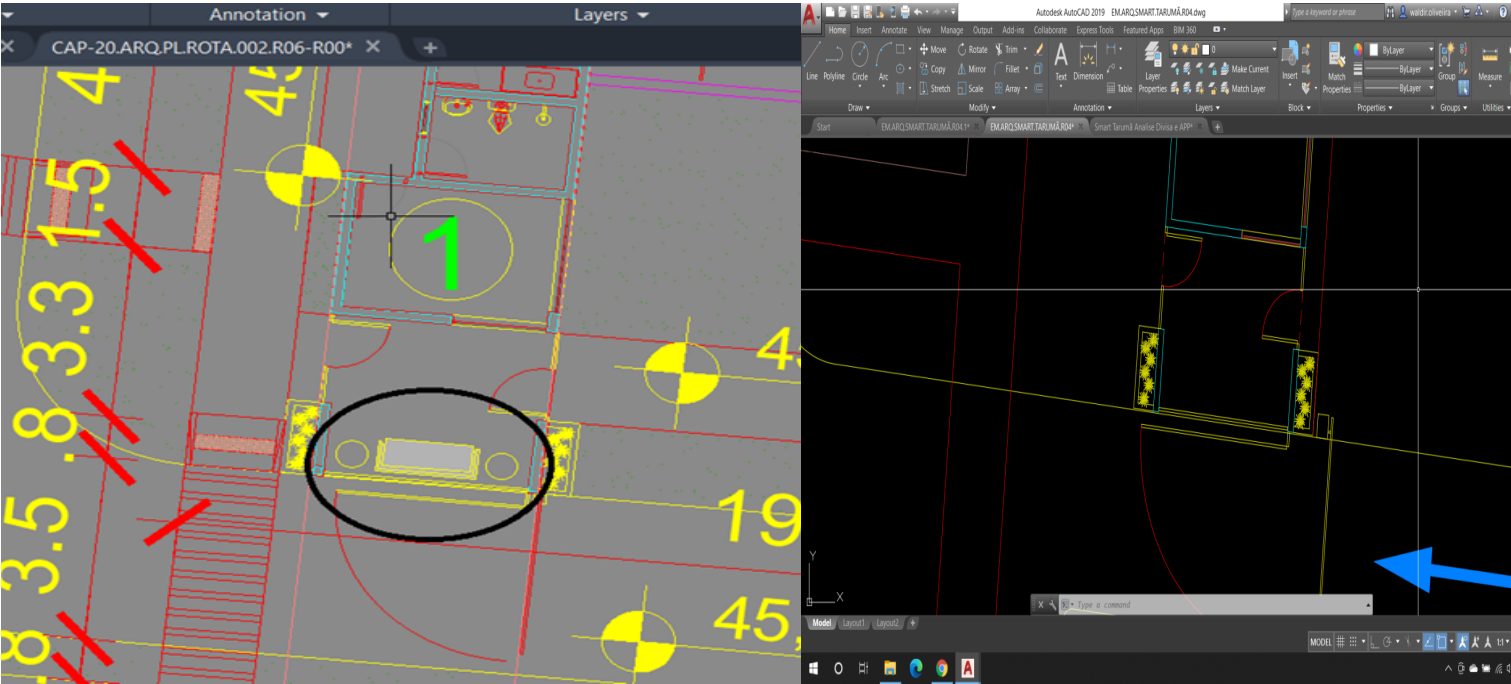 Annotation
Layers
CAP-20.ARQ.PL.ROTA.002.R06-R00*
45
4
1.5
3.3
.8
3.5
.8
1
4
19
45,
Autodesk AutoCAD 2019 EM.ARQ.SMART.TARUMÃ.R04.dwg
Type a keyword or phrase
waldir.oliveira
Home Insert Annotate View Manage Output Add-ins Collaborate Express Tools Featured Apps BIM 360
Line Polyline Circle Arc
Move Rotate Trim
Copy Mirror Fillet
Stretch Scale Array
Text Dimension
Table
Layer Properties
0
Make Current
Match Layer
Insert
Match Properties
ByLayer
ByLayer
ByLayer
Group
Measure
Draw Modify Annotation Layers Block Properties Groups Utilities
Start EM.ARQ.SMART.TARUMÃ.R04.1* EM.ARQ.SMART.TARUMÃ.R04* Smart Tarumã Analise Divisa e APP*
Y
X
Type a command
Model Layout1 Layout2
MODEL
1:1